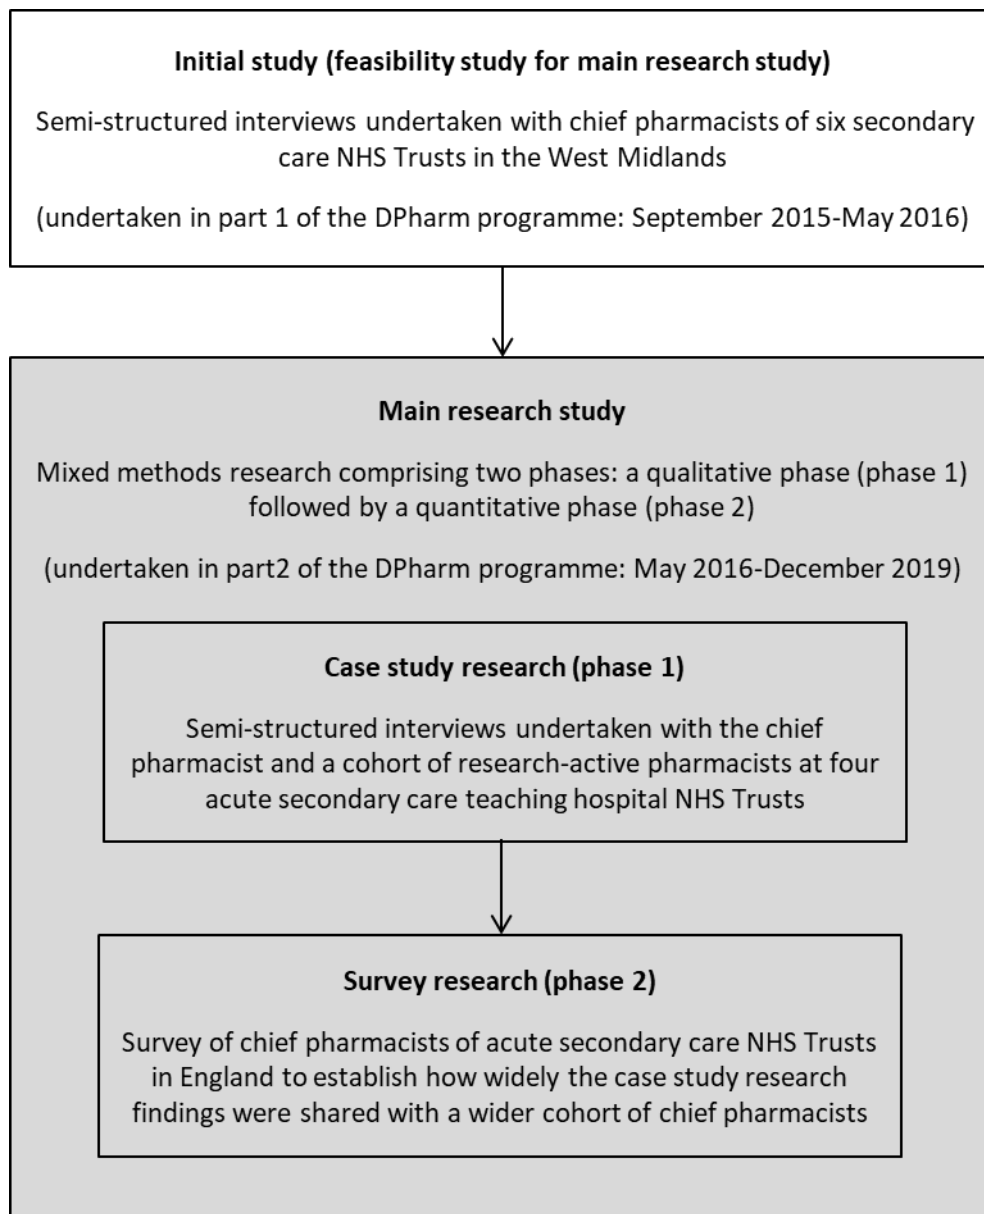 Initial study (feasibility study for main research study)
Semi-structured interviews undertaken with chief pharmacists of six secondary
care NHS Trusts in the West Midlands
(undertaken in part 1 of the DPharm programme: September 2015-May 2016)
Main research study
Mixed methods research comprising two phases: a qualitative phase (phase 1)
followed by a quantitative phase (phase 2)
(undertaken in part2 of the DPharm programme: May 2016-December 2019)
Case study research (phase 1)
Semi-structured interviews undertaken with the chief
pharmacist and a cohort of research-active pharmacists at four
acute secondary care teaching hospital NHS Trusts
Survey research (phase 2)
Survey of chief pharmacists of acute secondary care NHS Trusts
in England to establish how widely the case study research
findings were shared with a wider cohort of chief pharmacists